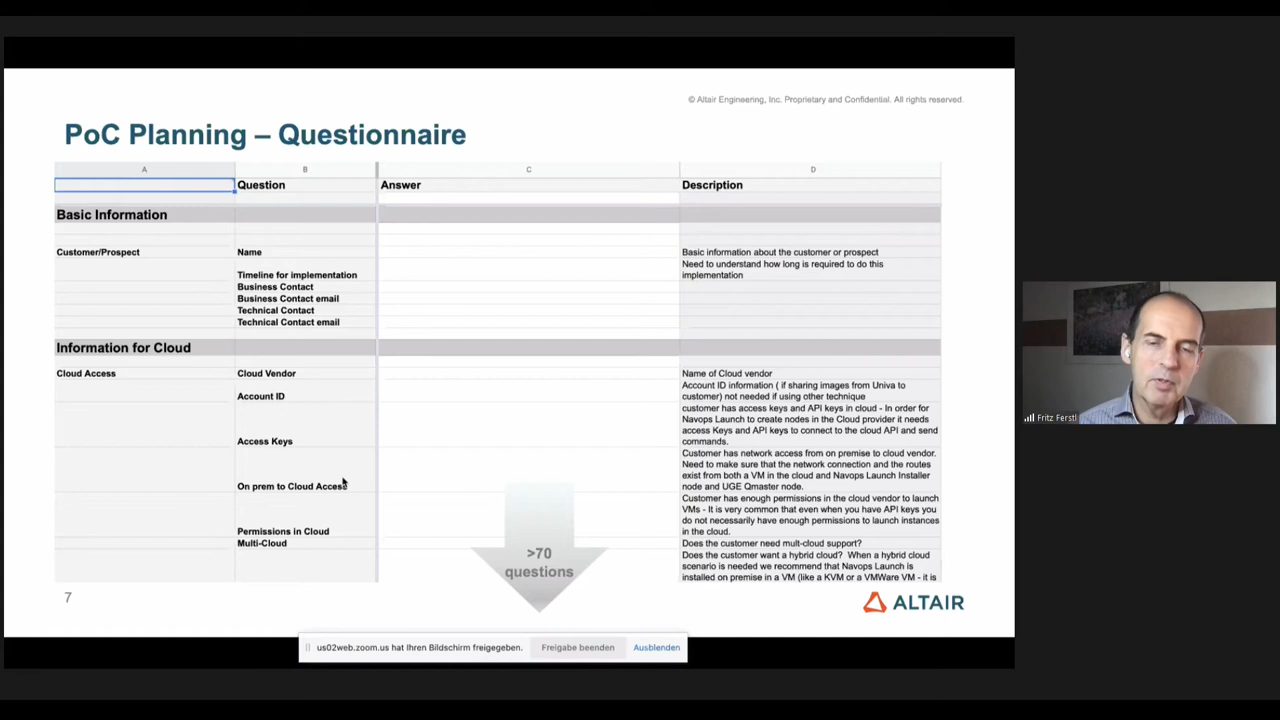 © Altair Engineering, Inc. Proprietary and Confidential. All rights reserved.
PoC Planning – Questionnaire
A B C D
Question Answer Description
Basic Information
Customer/Prospect Name Basic information about the customer or prospect
Need to understand how long is required to do this
Timeline for implementation implementation
Business Contact
Business Contact email
Technical Contact
Technical Contact email
Information for Cloud
Cloud Access Cloud Vendor Name of Cloud vendor
Account ID information ( if sharing images from Univa to
Account ID customer) not needed if using other technique
customer has access keys and API keys in cloud - In order for
Navops Launch to create nodes in the Cloud provider it needs
access Keys and API keys to connect to the cloud API and send
Access Keys commands.
Customer has network access from on premise to cloud vendor.
Need to make sure that the network connection and the routes
exist from both a VM in the cloud and Navops Launch Installer
On prem to Cloud Access node and UGE Qmaster node.
Customer has enough permissions in the cloud vendor to launch
VMs - It is very common that even when you have API keys you
do not necessarily have enough permissions to launch instances
Permissions in Cloud in the cloud.
Multi-Cloud Does the customer need mult-cloud support?
Does the customer want a hybrid cloud? When a hybrid cloud
scenario is needed we recommend that Navops Launch is
installed on premise in a VM (like a KVM or a VMWare VM - it is
>70
questions
7
ALTAIR
us02web.zoom.us hat Ihren Bildschirm freigegeben. Freigabe beenden Ausblenden
Fritz Ferstl